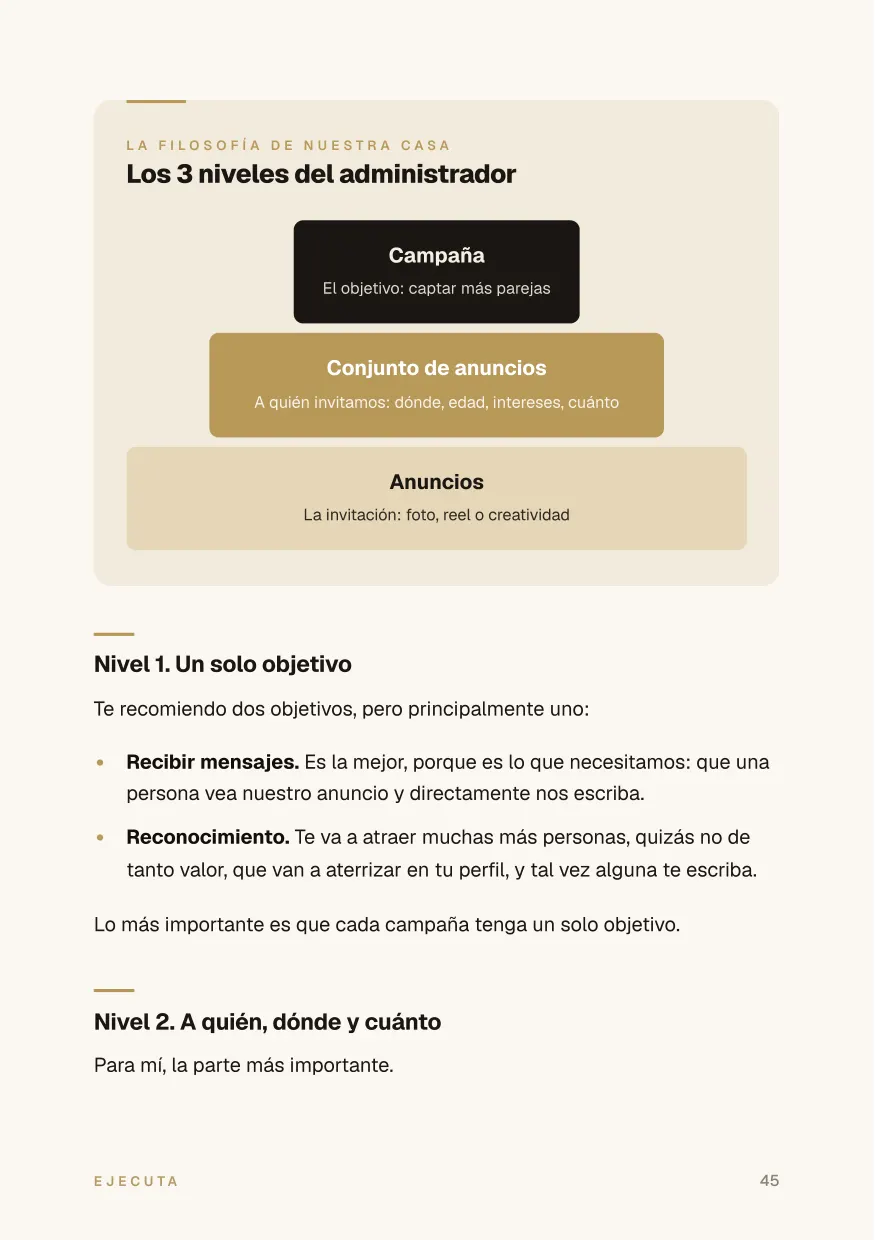 LA FILOSOFÍA DE NUESTRA CASA
Los 3 niveles del administrador
Campaña
El objetivo: captar más parejas
Conjunto de anuncios
A quién invitamos: dónde, edad, intereses, cuánto
Anuncios
La invitación: foto, reel o creatividad
Nivel 1. Un solo objetivo
Te recomiendo dos objetivos, pero principalmente uno:
• Recibir mensajes. Es la mejor, porque es lo que necesitamos: que una
persona vea nuestro anuncio y directamente nos escriba.
• Reconocimiento. Te va a atraer muchas más personas, quizás no de
tanto valor, que van a aterrizar en tu perfil, y tal vez alguna te escriba.
Lo más importante es que cada campaña tenga un solo objetivo.
Nivel 2. A quién, dónde y cuánto
Para mí, la parte más importante.
EJECUTA
45